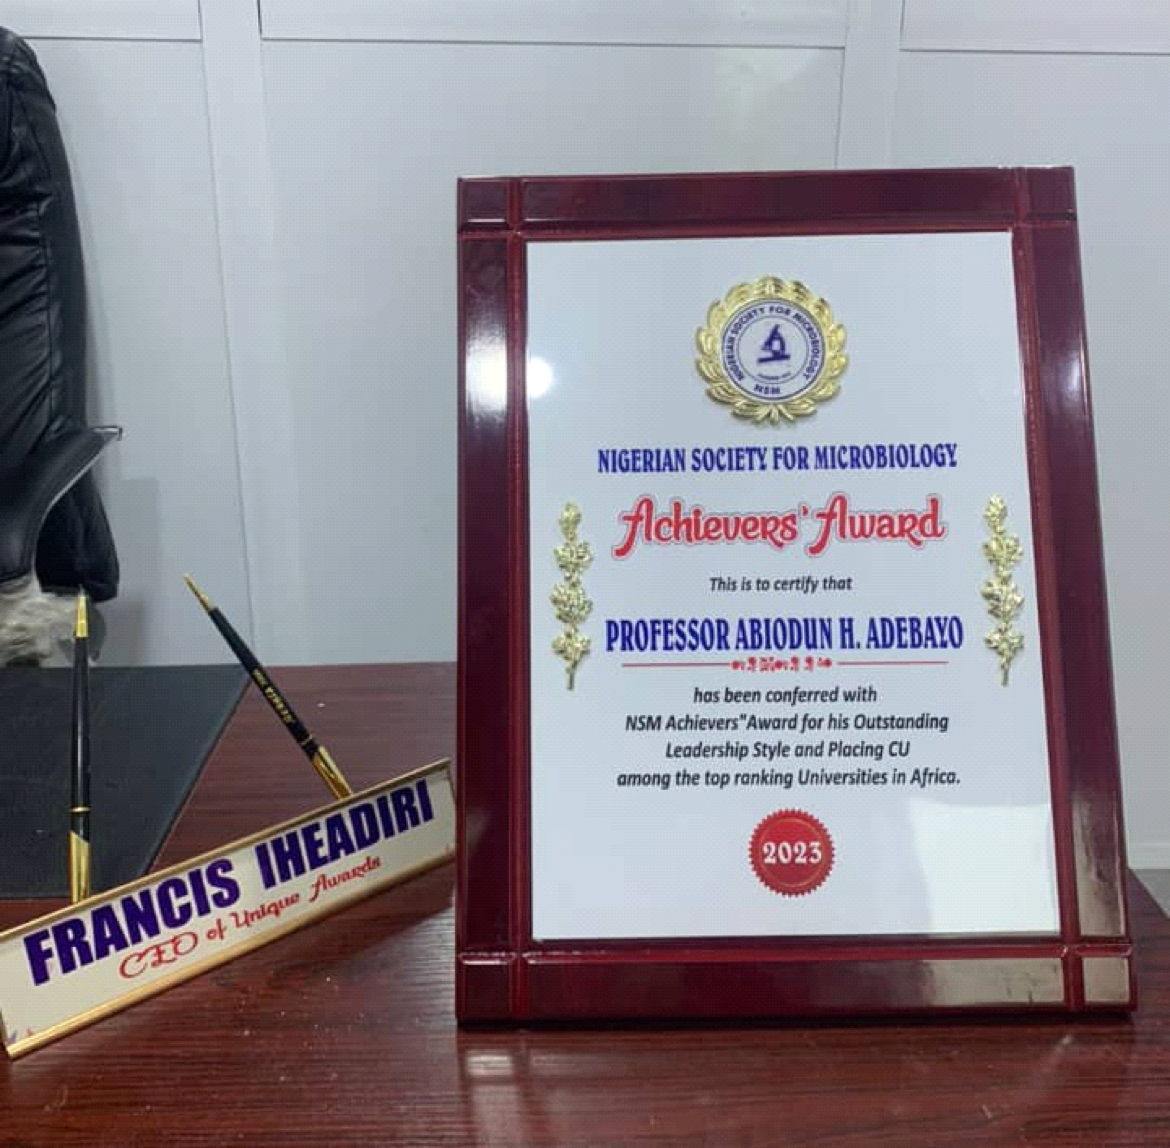 NIGERIAN SOCIETY FOR MICROBIOLOGY
NSM
NIGERIAN SOCIETY FOR MICROBIOLOGY
Achievers' Award
This is to certify that
PROFESSOR ABIODUN H. ADEBAYO
has been conferred with
NSM Achievers"Award for his Outstanding
Leadership Style and Placing CU
among the top ranking Universities in Africa.
2023
FRANCIS IHEADIRI
CEO of Unique Awards